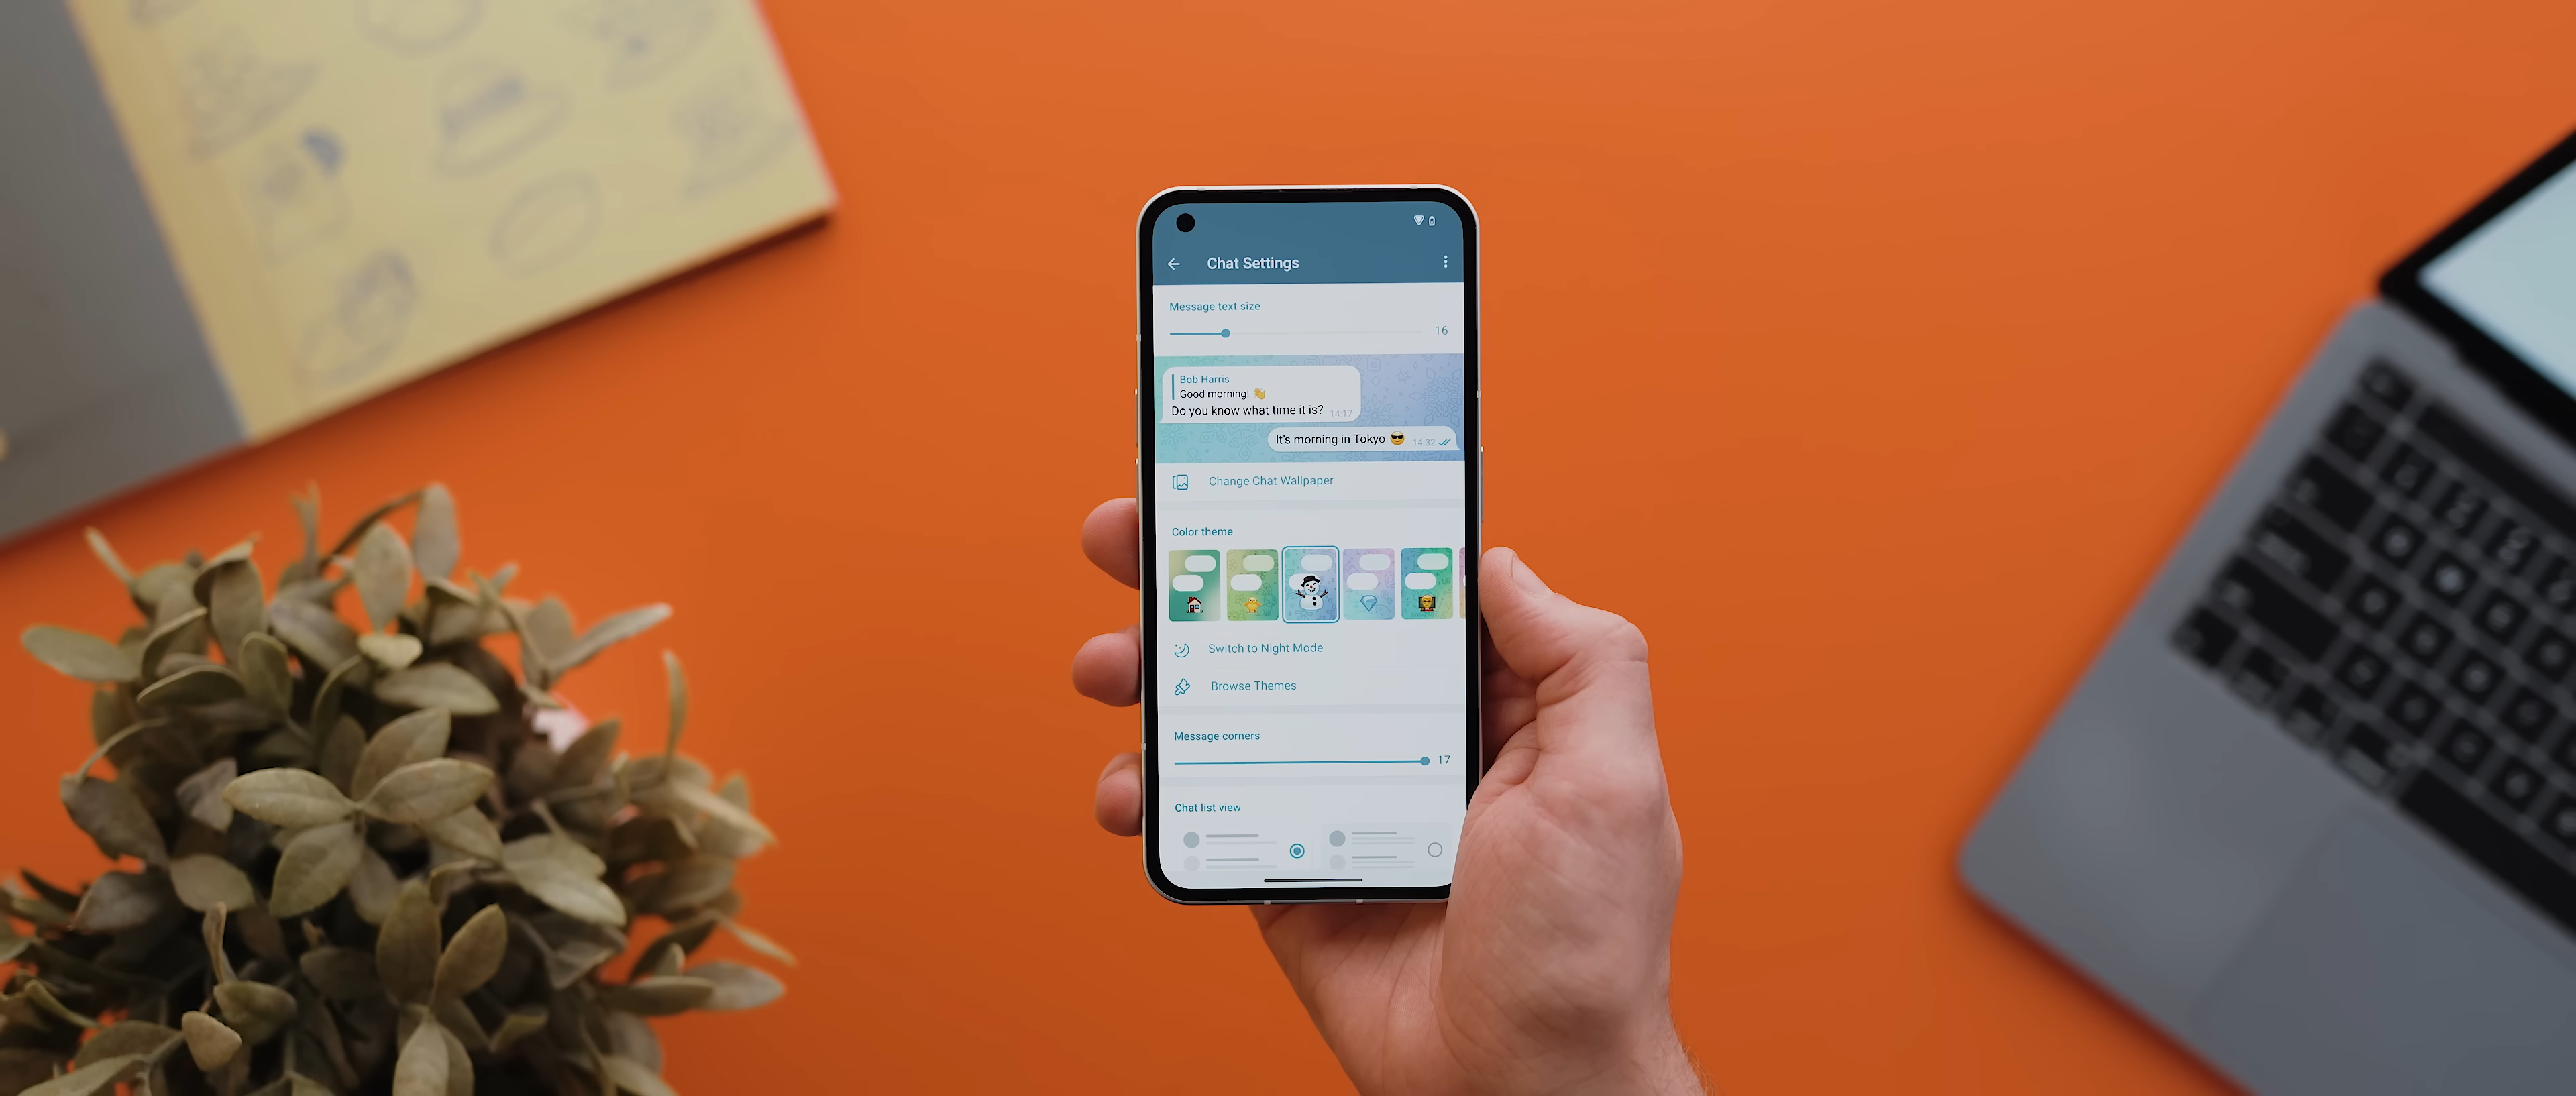 Chat Settings
Message text size
16
Bob Harris
Good morning! 👋
Do you know what time it is? 14:17
It's morning in Tokyo 😎 14:32
Change Chat Wallpaper
Color theme
Switch to Night Mode
Browse Themes
Message corners
17
Chat list view